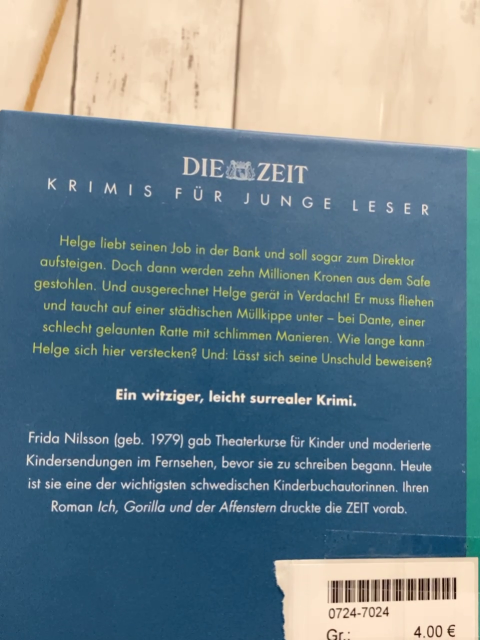 DIE ZEIT
KRIMIS FÜR JUNGE LESER
Helge liebt seinen Job in der Bank und soll sogar zum Direktor
aufsteigen. Doch dann werden zehn Millionen Kronen aus dem Safe
gestohlen. Und ausgerechnet Helge gerät in Verdacht! Er muss fliehen
und taucht auf einer städtischen Müllkippe unter – bei Dante, einer
schlecht gelaunten Ratte mit schlimmen Manieren. Wie lange kann
Helge sich hier verstecken? Und: Lässt sich seine Unschuld beweisen?
Ein witziger, leicht surrealer Krimi.
Frida Nilsson (geb. 1979) gab Theaterkurse für Kinder und moderierte
Kindersendungen im Fernsehen, bevor sie zu schreiben begann. Heute
ist sie eine der wichtigsten schwedischen Kinderbuchautorinnen. Ihren
Roman Ich, Gorilla und der Affenstern druckte die ZEIT vorab.
0724-7024
Gr.: 4.00 €